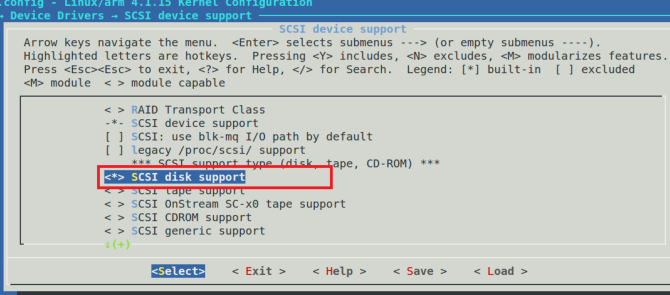 .config - Linux/arm 4.1.15 Kernel Configuration
→ Device Drivers → SCSI device support
SCSI device support
Arrow keys navigate the menu. <Enter> selects submenus ---> (or empty submenus ----).
Highlighted letters are hotkeys. Pressing <Y> includes, <N> excludes, <M> modularizes features.
Press <Esc><Esc> to exit, <?> for Help, </> for Search. Legend: [*] built-in [ ] excluded
<M> module < > module capable
< > RAID Transport Class
-*- SCSI device support
[ ] SCSI: use blk-mq I/O path by default
[ ] legacy /proc/scsi/ support
*** SCSI support type (disk, tape, CD-ROM) ***
<*> SCSI disk support
< > SCSI tape support
< > SCSI OnStream SC-x0 tape support
< > SCSI CDROM support
< > SCSI generic support
↓(+)
<Select> < Exit > < Help > < Save > < Load >